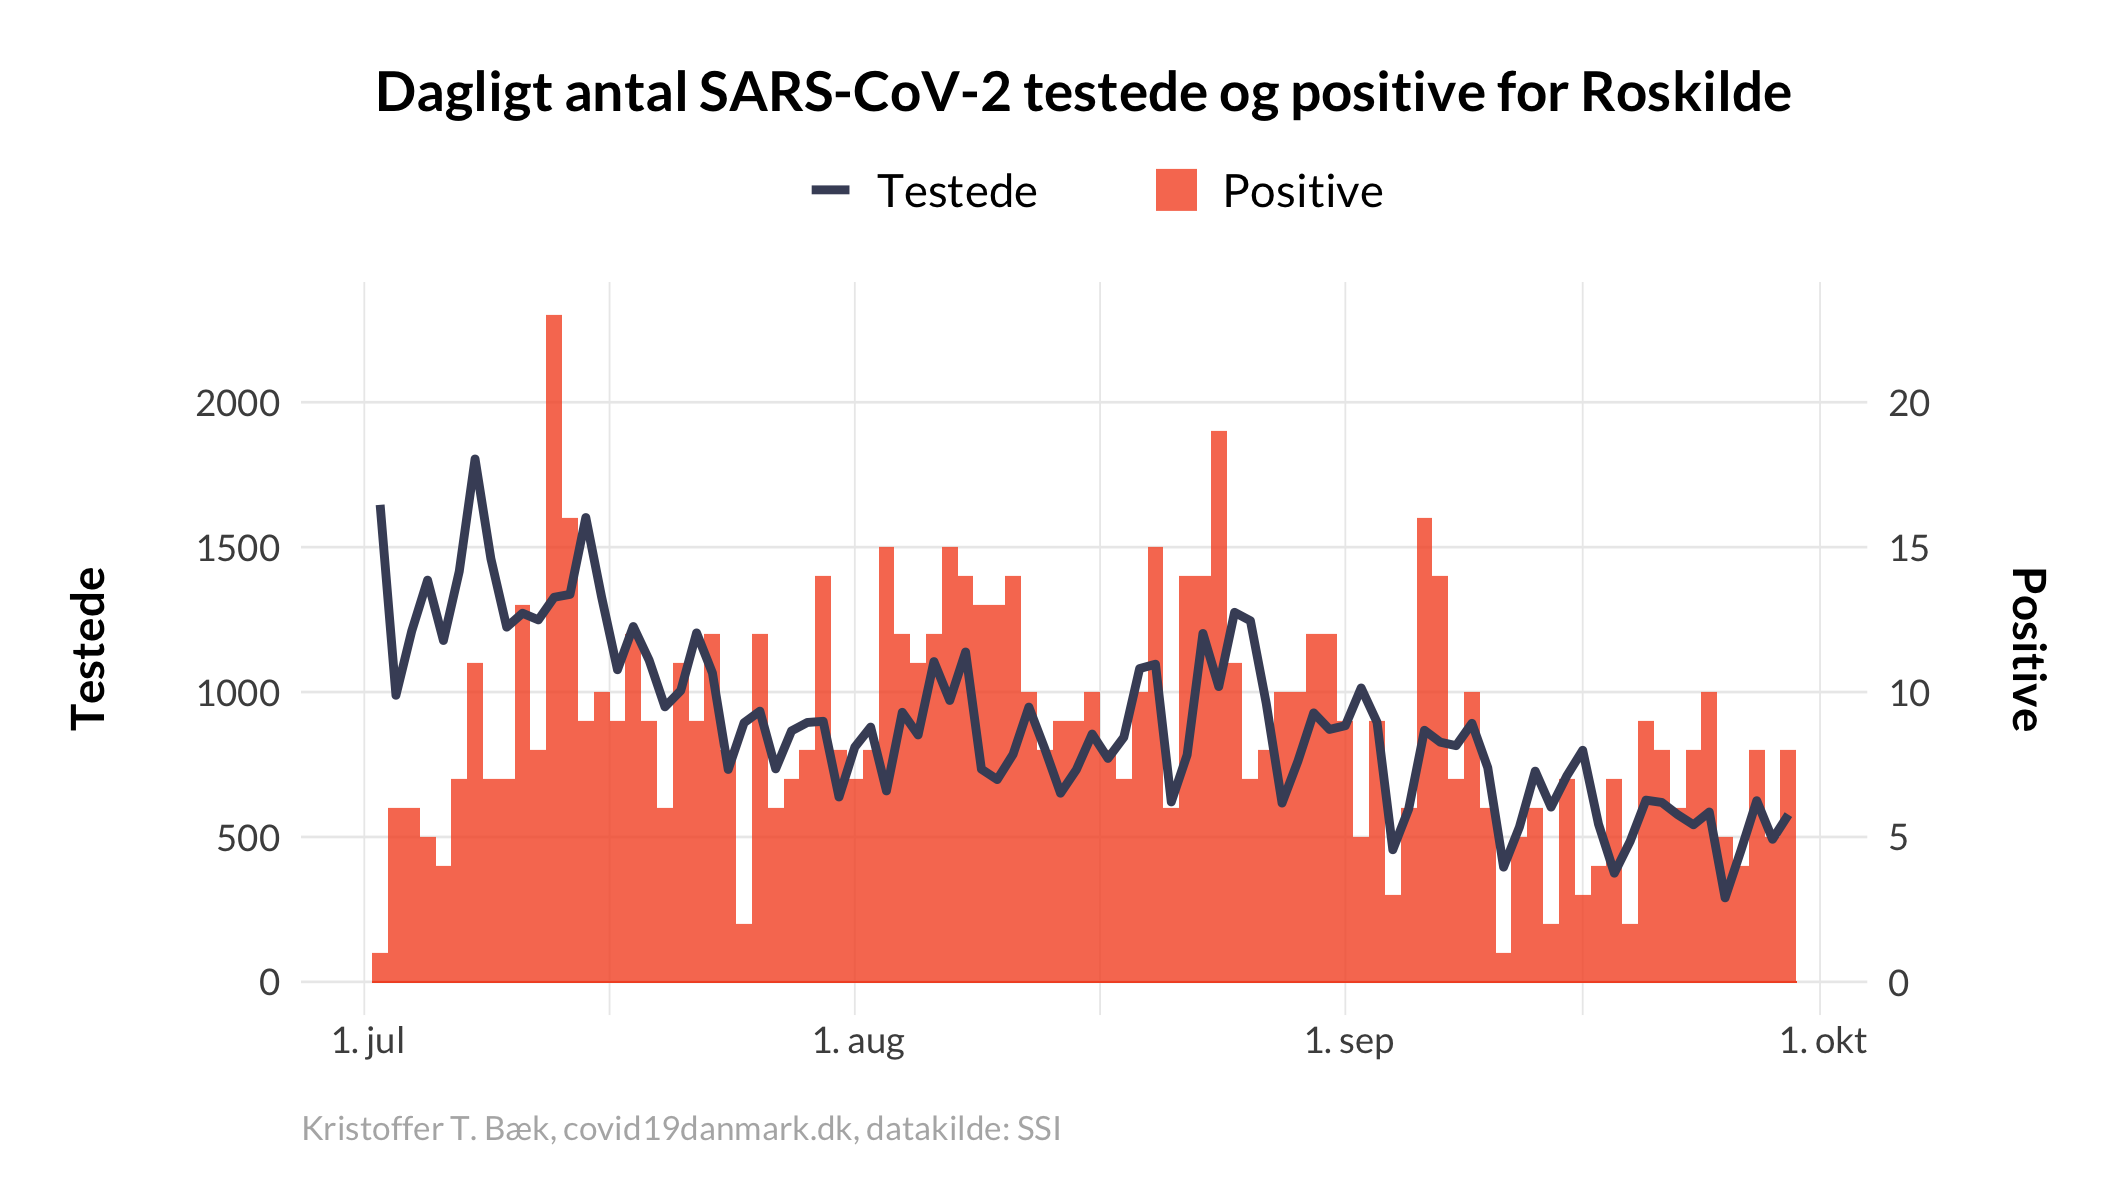 Dagligt antal SARS-CoV-2 testede og positive for Roskilde
Testede
Positive
2000
1500
1000
500
0
Testede
20
15
10
5
0
Positive
1. jul
1. aug
1. sep
1. okt
Kristoffer T. Bæk, covid19danmark.dk, datakilde: SSI